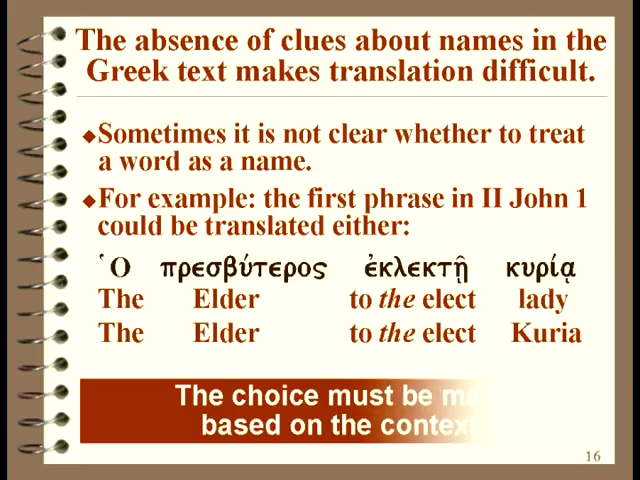 The absence of clues about names in the
Greek text makes translation difficult.
Sometimes it is not clear whether to treat
a word as a name.
For example: the first phrase in II John 1
could be translated either:
Ὁ πρεσβύτερος ἐκλεκτῇ κυρίᾳ
The Elder to the elect lady
The Elder to the elect Kuria
The choice must be
based on the context
16